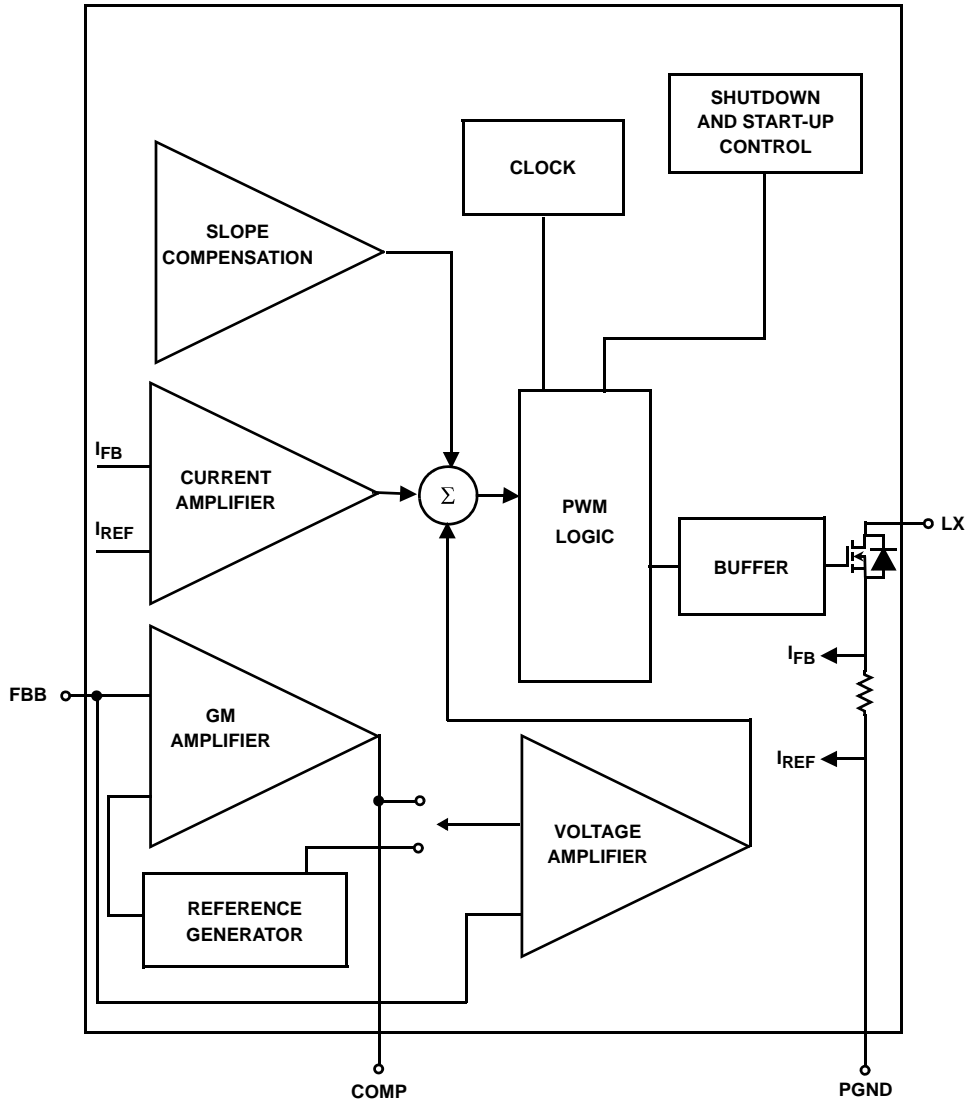 SHUTDOWN
AND START-UP
CONTROL
CLOCK
SLOPE
COMPENSATION
IFB
CURRENT
AMPLIFIER
IREF
Σ
PWM
LOGIC
LX
BUFFER
IFB
FBB
GM
AMPLIFIER
IREF
VOLTAGE
AMPLIFIER
REFERENCE
GENERATOR
COMP
PGND